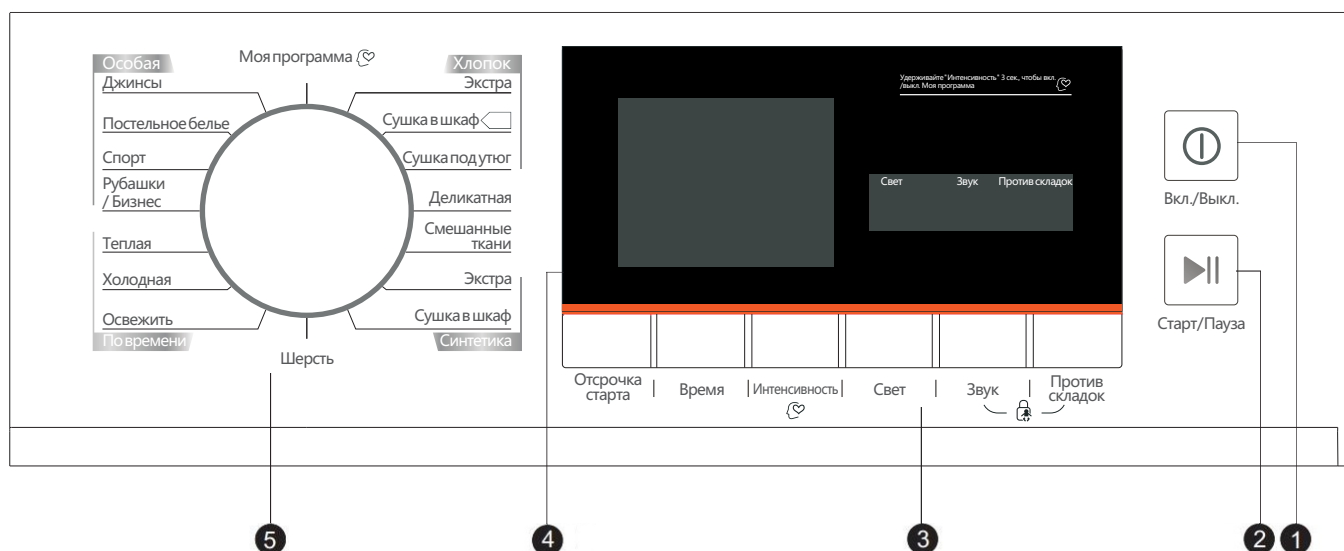 Моя программа
Особая
Джинсы
Постельное белье
Спорт
Рубашки
/ Бизнес
Теплая
Холодная
Освежить
По времени
Хлопок
Экстра
Сушка в шкаф
Сушка под утюг
Деликатная
Смешанные
ткани
Экстра
Сушка в шкаф
Синтетика
Шерсть
Удерживайте "Интенсивность" 3 сек., чтобы вкл.
/выкл. Моя программа
Свет Звук Против складок
Отсрочка
старта
Время
Интенсивность
Свет
Звук
Против
складок
Вкл./Выкл.
Старт/Пауза
5 4 3 2 1